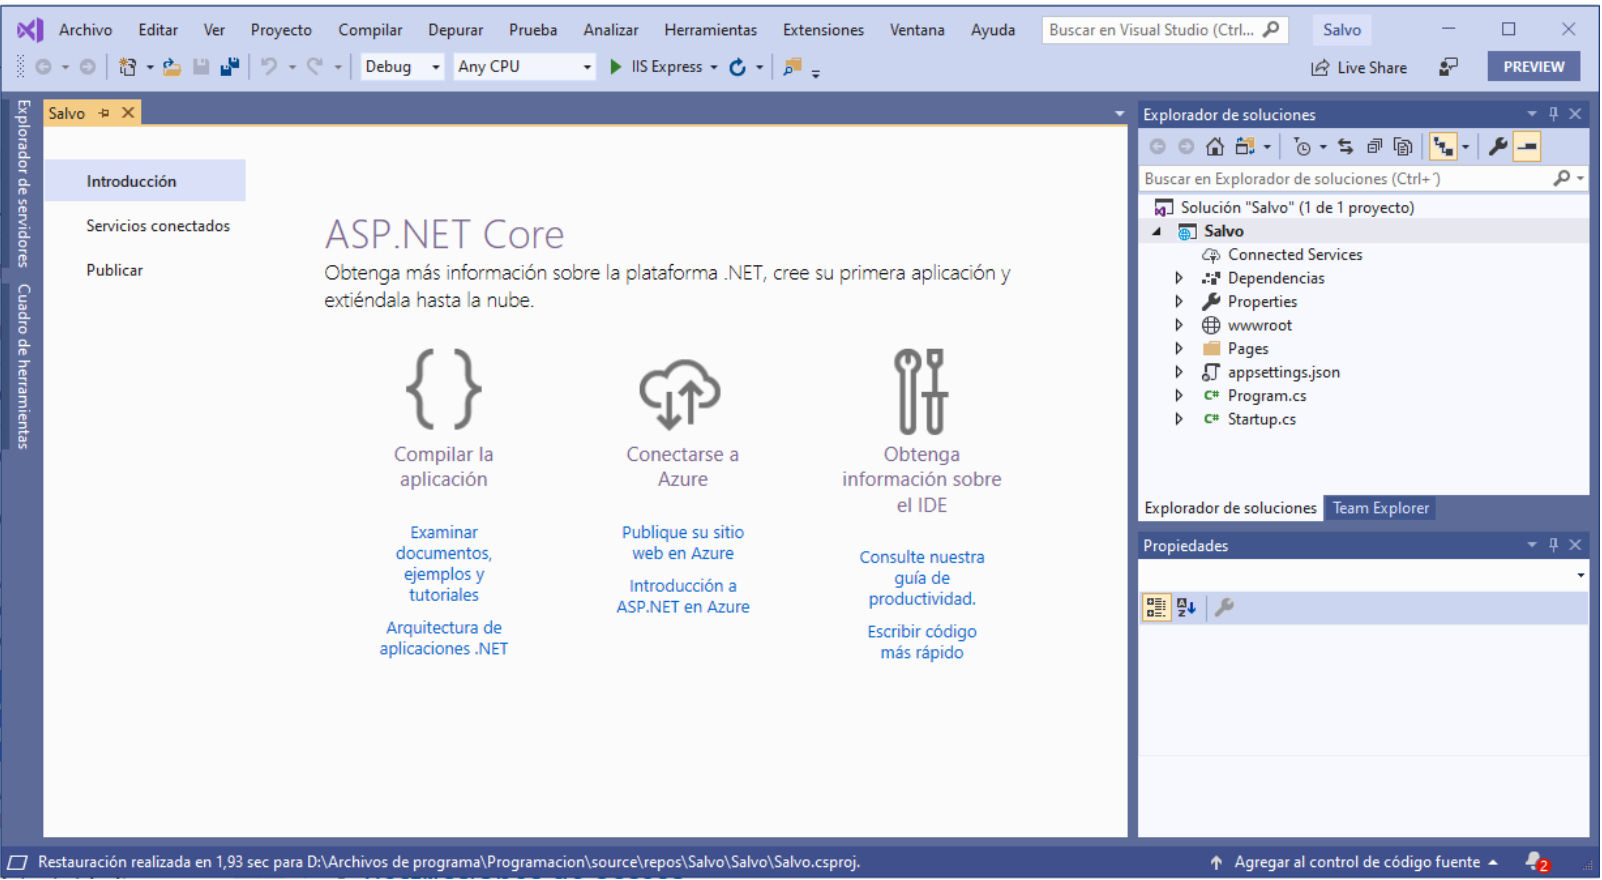 Archivo Editar Ver Proyecto Compilar Depurar Prueba Analizar Herramientas Extensiones Ventana Ayuda Buscar en Visual Studio (Ctrl... Salvo
Debug Any CPU IIS Express Live Share PREVIEW
Explorador de servidores
Cuadro de herramientas
Salvo
Introducción
Servicios conectados
Publicar
ASP.NET Core
Obtenga más información sobre la plataforma .NET, cree su primera aplicación y
extiéndala hasta la nube.
Compilar la
aplicación
Examinar
documentos,
ejemplos y
tutoriales
Arquitectura de
aplicaciones .NET
Conectarse a
Azure
Publique su sitio
web en Azure
Introducción a
ASP.NET en Azure
Obtenga
información sobre
el IDE
Consulte nuestra
guía de
productividad.
Escribir código
más rápido
Explorador de soluciones
Buscar en Explorador de soluciones (Ctrl+´)
Solución "Salvo" (1 de 1 proyecto)
Salvo
Connected Services
Dependencias
Properties
wwwroot
Pages
appsettings.json
C# Program.cs
C# Startup.cs
Explorador de soluciones Team Explorer
Propiedades
Restauración realizada en 1,93 sec para D:\Archivos de programa\Programacion\source\repos\Salvo\Salvo\Salvo.csproj.
Agregar al control de código fuente 2